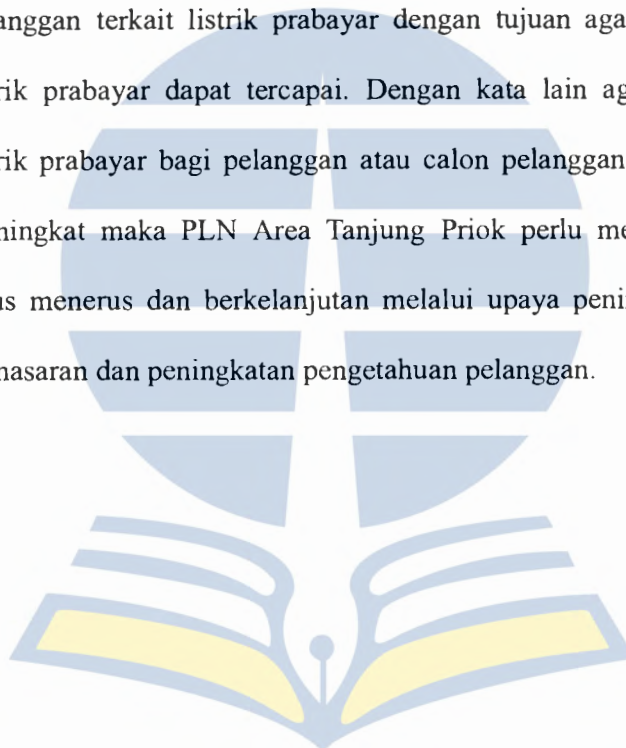 anggan terkait listrik prabayar dengan tujuan aga
rik prabayar dapat tercapai. Dengan kata lain ag
rik prabayar bagi pelanggan atau calon pelanggan
ningkat maka PLN Area Tanjung Priok perlu me
us menerus dan berkelanjutan melalui upaya peni
nasaran dan peningkatan pengetahuan pelanggan.